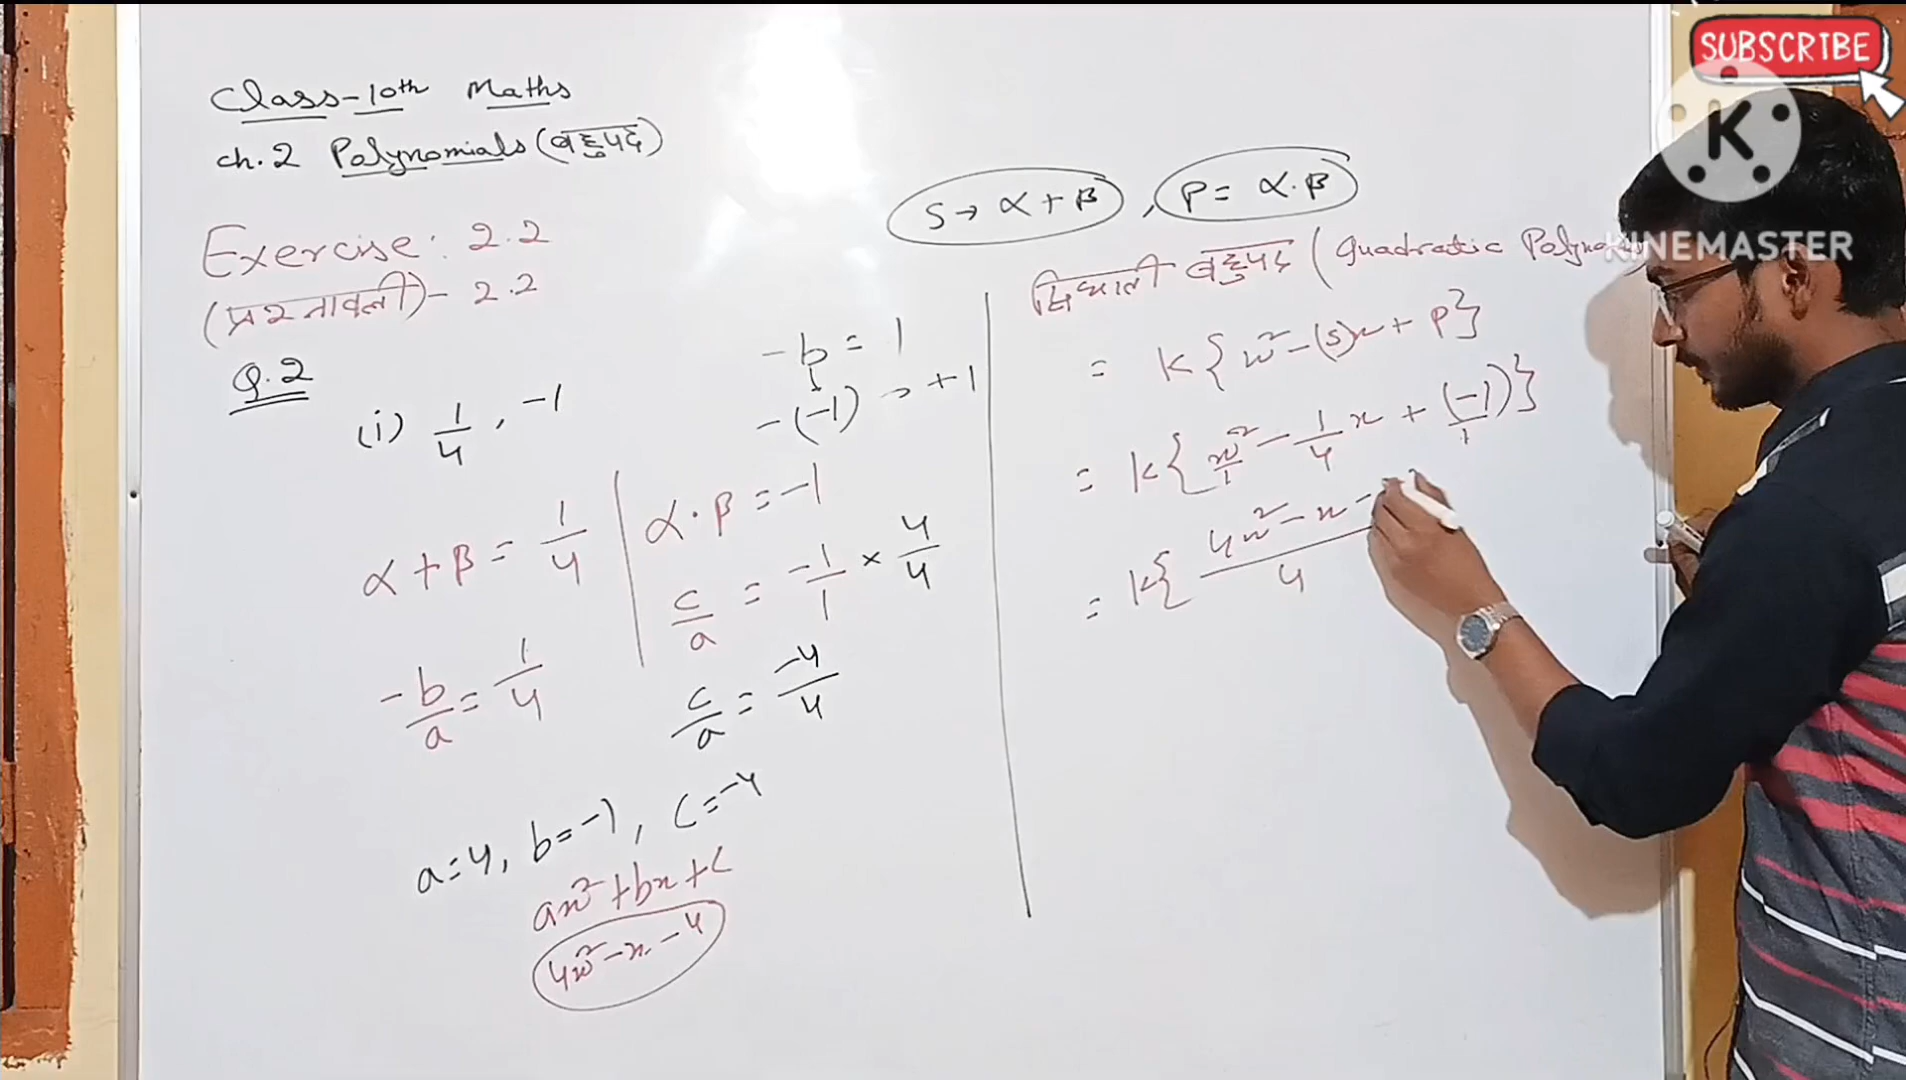 SUBSCRIBE
K
KINEMASTER
Class-10th Maths
ch.2 Polynomials (बहुपद)
Exercise: 2.2
(प्रश्नावली)- 2.2
Q.2
(i) 1/4, -1
-b = 1
-(-1) → +1
α+β = 1/4
α·β = -1
c/a = -1/1 × 4/4
-b/a = 1/4
c/a = -4/4
a=4, b=-1, c=-4
ax²+bx+c
4x²-x-4
S→ α+β, P= α·β
द्विघाती बहुपद (Quadratic
= K{x²-(S)x+P}
= K{x²/1 - 1/4 x + (-1)/1}
= K{4x²-x-/4